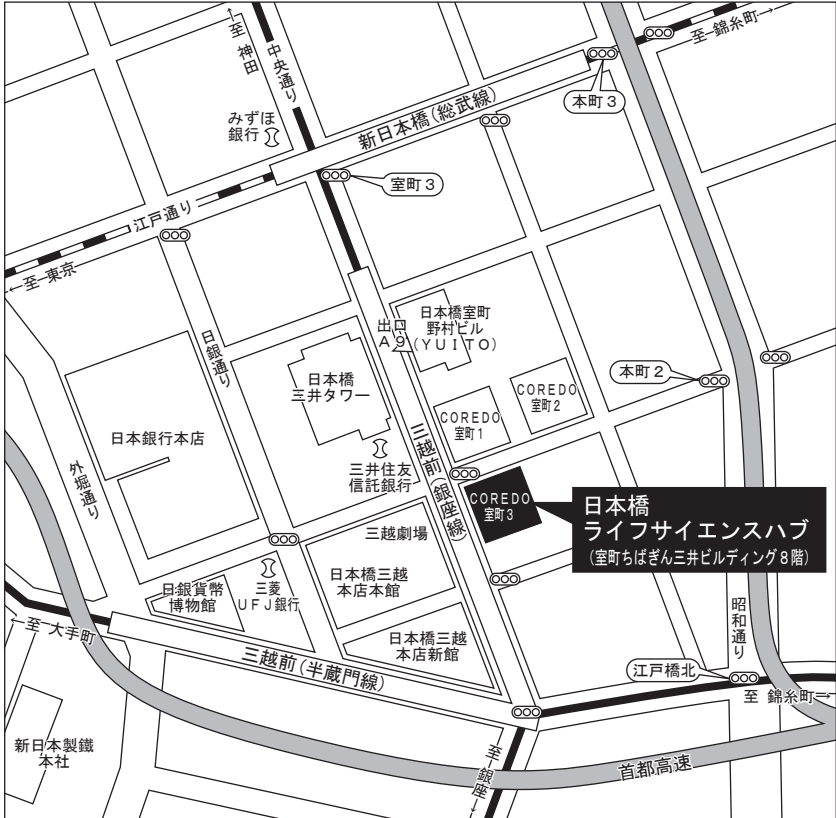 ←至 神田
中央通り
至 錦糸町→
本町3
みずほ
銀行
新日本橋(総武線)
室町3
江戸通り
←至 東京
日銀通り
出口
A9
日本橋室町
野村ビル
(YUITO)
日本橋
三井タワー
本町2
COREDO
室町2
COREDO
室町1
日本銀行本店
三越前(銀座線)
外堀通り
三井住友
信託銀行
COREDO
室町3
日本橋
ライフサイエンスハブ
(室町ちばぎん三井ビルディング8階)
三越劇場
日本橋三越
本店本館
日銀貨幣
博物館
三菱
UFJ銀行
昭和通り
←至 大手町
日本橋三越
本店新館
三越前(半蔵門線)
江戸橋北
至 錦糸町→
新日本製鐵
本社
至 銀座→
首都高速